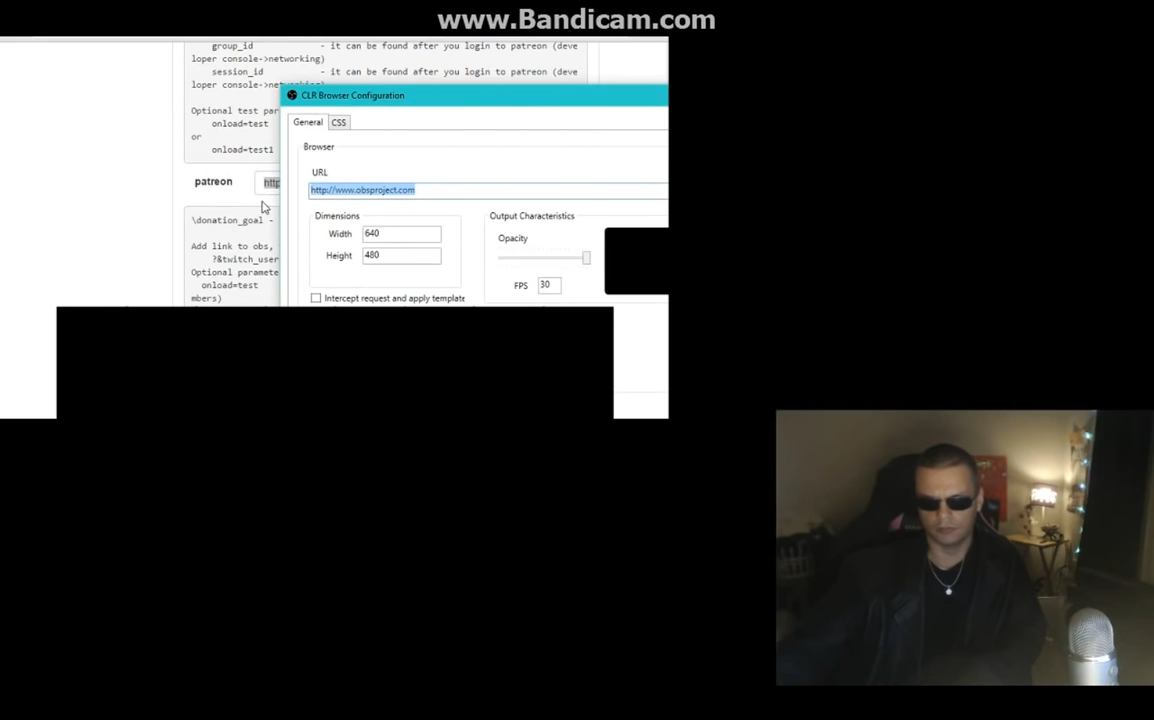 www.Bandicam.com
group_id - it can be found after you login to patreon (deve
loper console->networking)
session_id - it can be found after you login to patreon (deve
loper console->net
Optional test par
onload=test
or
onload=test1
patreon
http
\donation_goal -
Add link to obs,
?&twitch_user
Optional paramete
onload=test
mbers)
CLR Browser Configuration
General CSS
Browser
URL
http://www.obsproject.com
Dimensions
Width 640
Height 480
Output Characteristics
Opacity
FPS 30
Intercept request and apply template